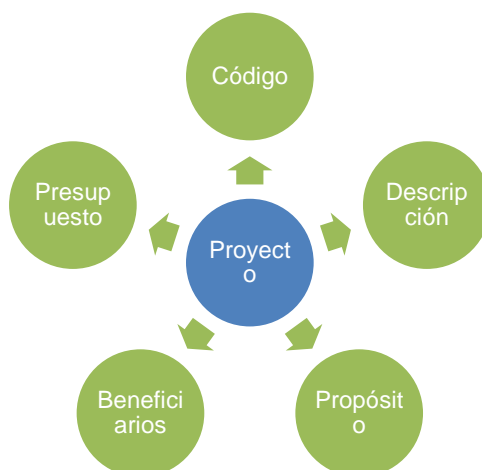 Código
Presup
uesto
Descrip
ción
Proyect
o
Benefici
arios
Propósit
o